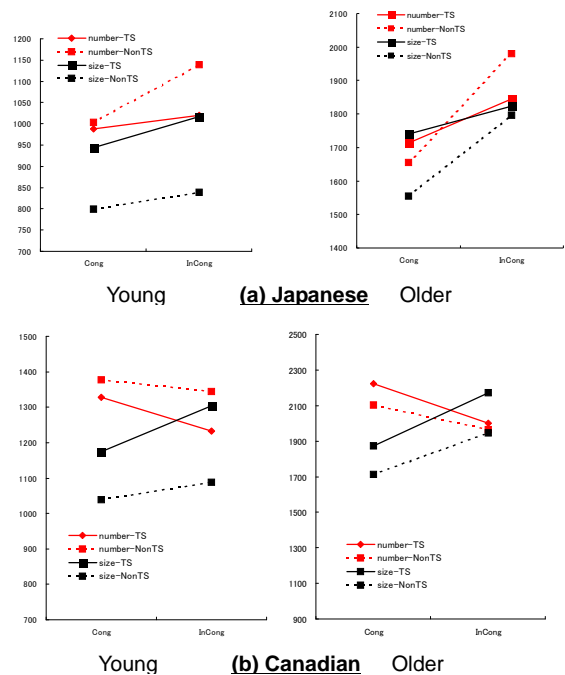 1200
1150
1100
1050
1000
950
900
850
800
750
700
number-TS
number-NonTS
size-TS
size-NonTS
Cong InCong
2100
2000
1900
1800
1700
1600
1500
1400
nuumber-TS
number-NonTS
size-TS
size-NonTS
Cong InCong
Young (a) Japanese Older
1500
1400
1300
1200
1100
1000
900
800
700
number-TS
number-NonTS
size-TS
size-NonTS
Cong InCong
2500
2300
2100
1900
1700
1500
1300
1100
900
number-TS
number-NonTS
size-TS
size-NonTS
Cong InCong
Young (b) Canadian Older